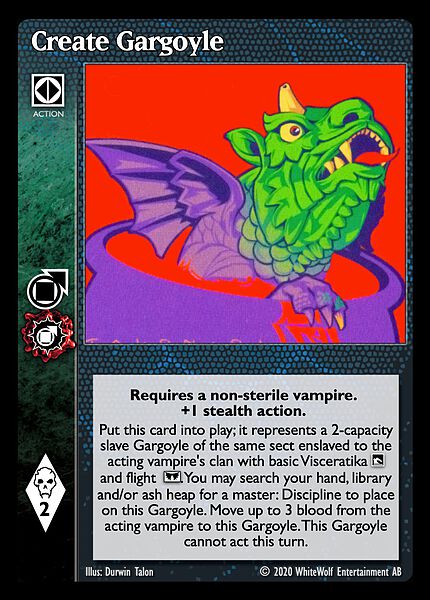 Create Gargoyle
ACTION
Requires a non-sterile vampire.
+1 stealth action.
Put this card into play; it represents a 2-capacity
slave Gargoyle of the same sect enslaved to the
acting vampire's clan with basic Visceratika
and flight . You may search your hand, library
and/or ash heap for a master: Discipline to place
on this Gargoyle. Move up to 3 blood from the
acting vampire to this Gargoyle. This Gargoyle
cannot act this turn.
2
Illus: Durwin Talon
© 2020 WhiteWolf Entertainment AB